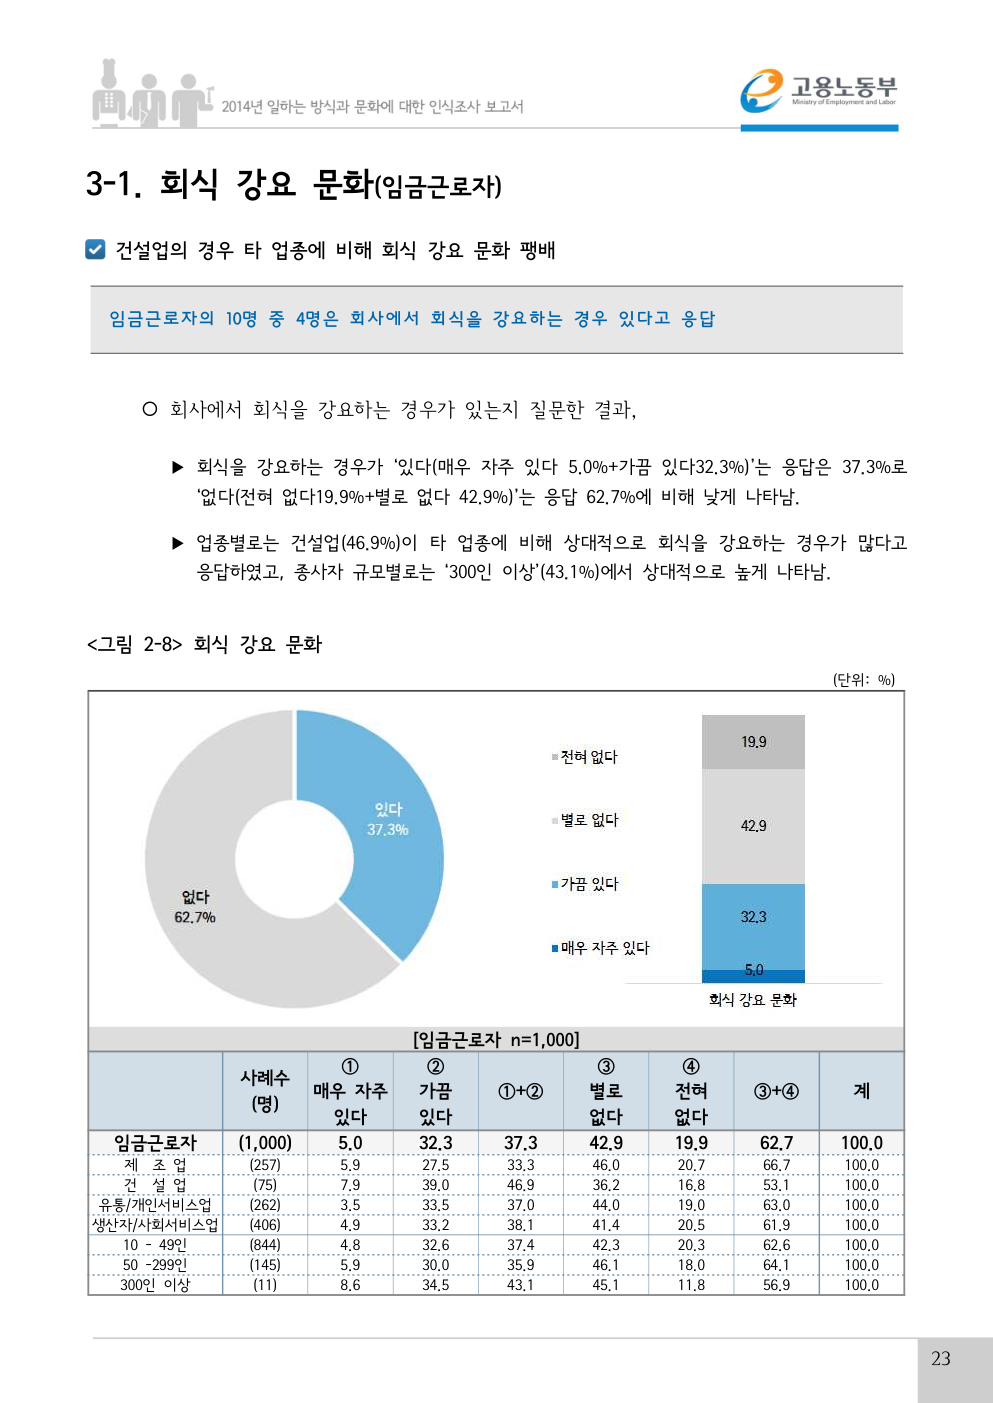 2014년 일하는 방식과 문화에 대한 인식조사 보고서
고용노동부
Ministry of Employment and Labor
3-1. 회식 강요 문화(임금근로자)
건설업의 경우 타 업종에 비해 회식 강요 문화 팽배
임금근로자의 10명 중 4명은 회사에서 회식을 강요하는 경우 있다고 응답
○ 회사에서 회식을 강요하는 경우가 있는지 질문한 결과,
▶ 회식을 강요하는 경우가 ‘있다(매우 자주 있다 5.0%+가끔 있다32.3%)’는 응답은 37.3%로
‘없다(전혀 없다19.9%+별로 없다 42.9%)’는 응답 62.7%에 비해 낮게 나타남.
▶ 업종별로는 건설업(46.9%)이 타 업종에 비해 상대적으로 회식을 강요하는 경우가 많다고
응답하였고, 종사자 규모별로는 ‘300인 이상’(43.1%)에서 상대적으로 높게 나타남.
<그림 2-8> 회식 강요 문화
(단위: %)
있다
37.3%
없다
62.7%
전혀 없다
별로 없다
가끔 있다
매우 자주 있다
19.9
42.9
32.3
5.0
회식 강요 문화
[임금근로자 n=1,000]
사례수 (명) ① 매우 자주 있다 ② 가끔 있다 ①+② ③ 별로 없다 ④ 전혀 없다 ③+④ 계
임금근로자 (1,000) 5.0 32.3 37.3 42.9 19.9 62.7 100.0
제 조 업 (257) 5.9 27.5 33.3 46.0 20.7 66.7 100.0
건 설 업 (75) 7.9 39.0 46.9 36.2 16.8 53.1 100.0
유통/개인서비스업 (262) 3.5 33.5 37.0 44.0 19.0 63.0 100.0
생산자/사회서비스업 (406) 4.9 33.2 38.1 41.4 20.5 61.9 100.0
10 - 49인 (844) 4.8 32.6 37.4 42.3 20.3 62.6 100.0
50 -299인 (145) 5.9 30.0 35.9 46.1 18.0 64.1 100.0
300인 이상 (11) 8.6 34.5 43.1 45.1 11.8 56.9 100.0
23